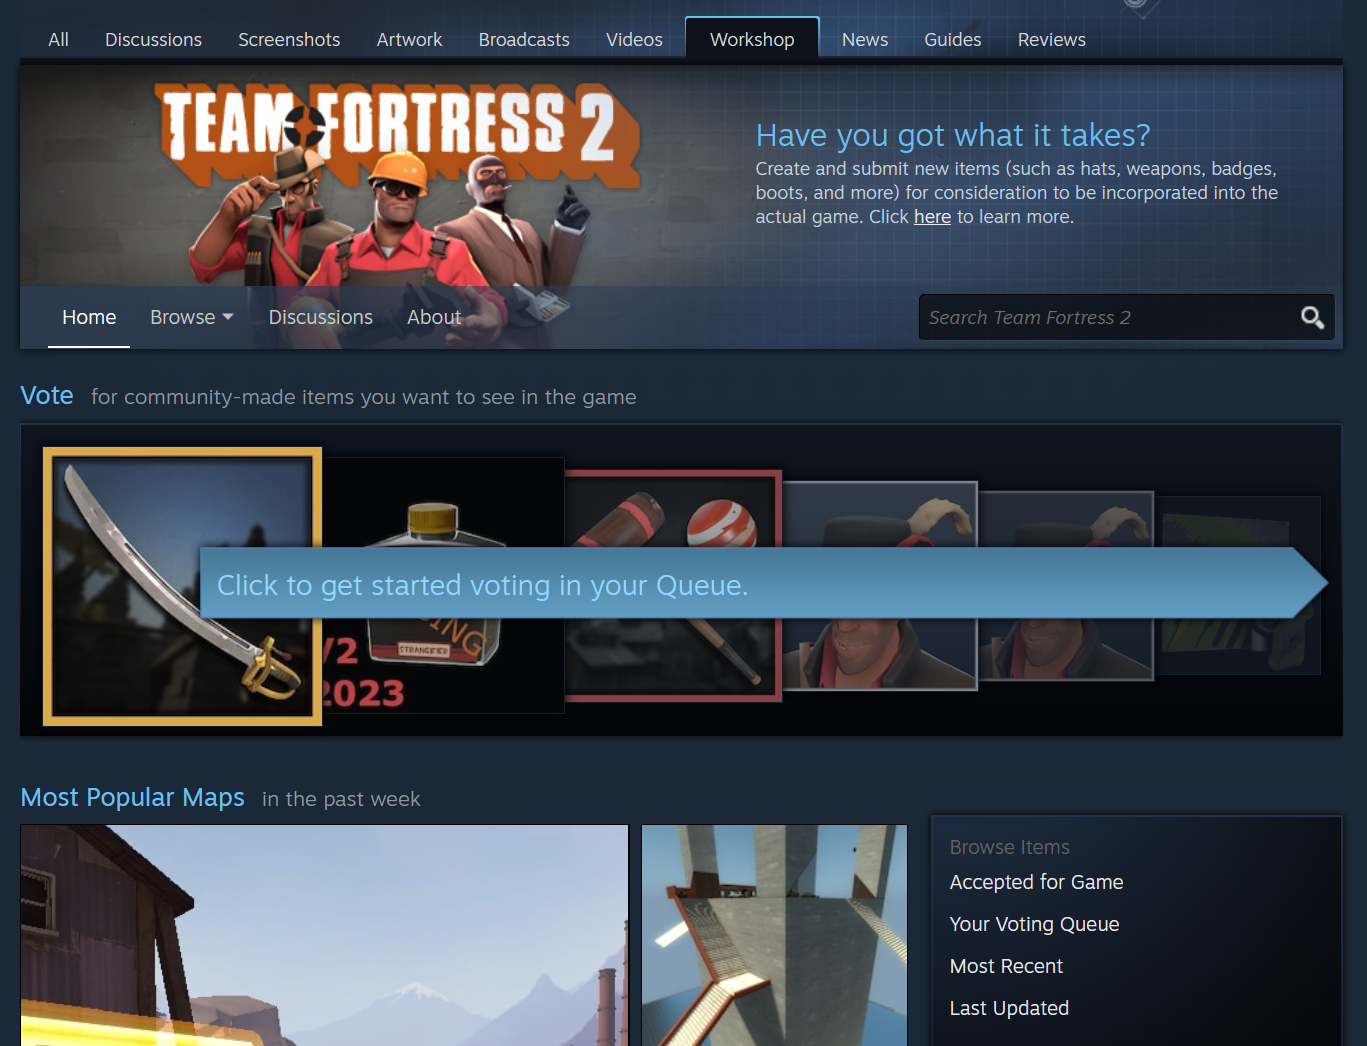 All Discussions Screenshots Artwork Broadcasts Videos Workshop News Guides Reviews
TEAM FORTRESS 2
Have you got what it takes?
Create and submit new items (such as hats, weapons, badges,
boots, and more) for consideration to be incorporated into the
actual game. Click here to learn more.
Home Browse Discussions About
Search Team Fortress 2
Vote for community-made items you want to see in the game
Click to get started voting in your Queue.
STRANGIFIER
V2
2023
Most Popular Maps in the past week
Browse Items
Accepted for Game
Your Voting Queue
Most Recent
Last Updated